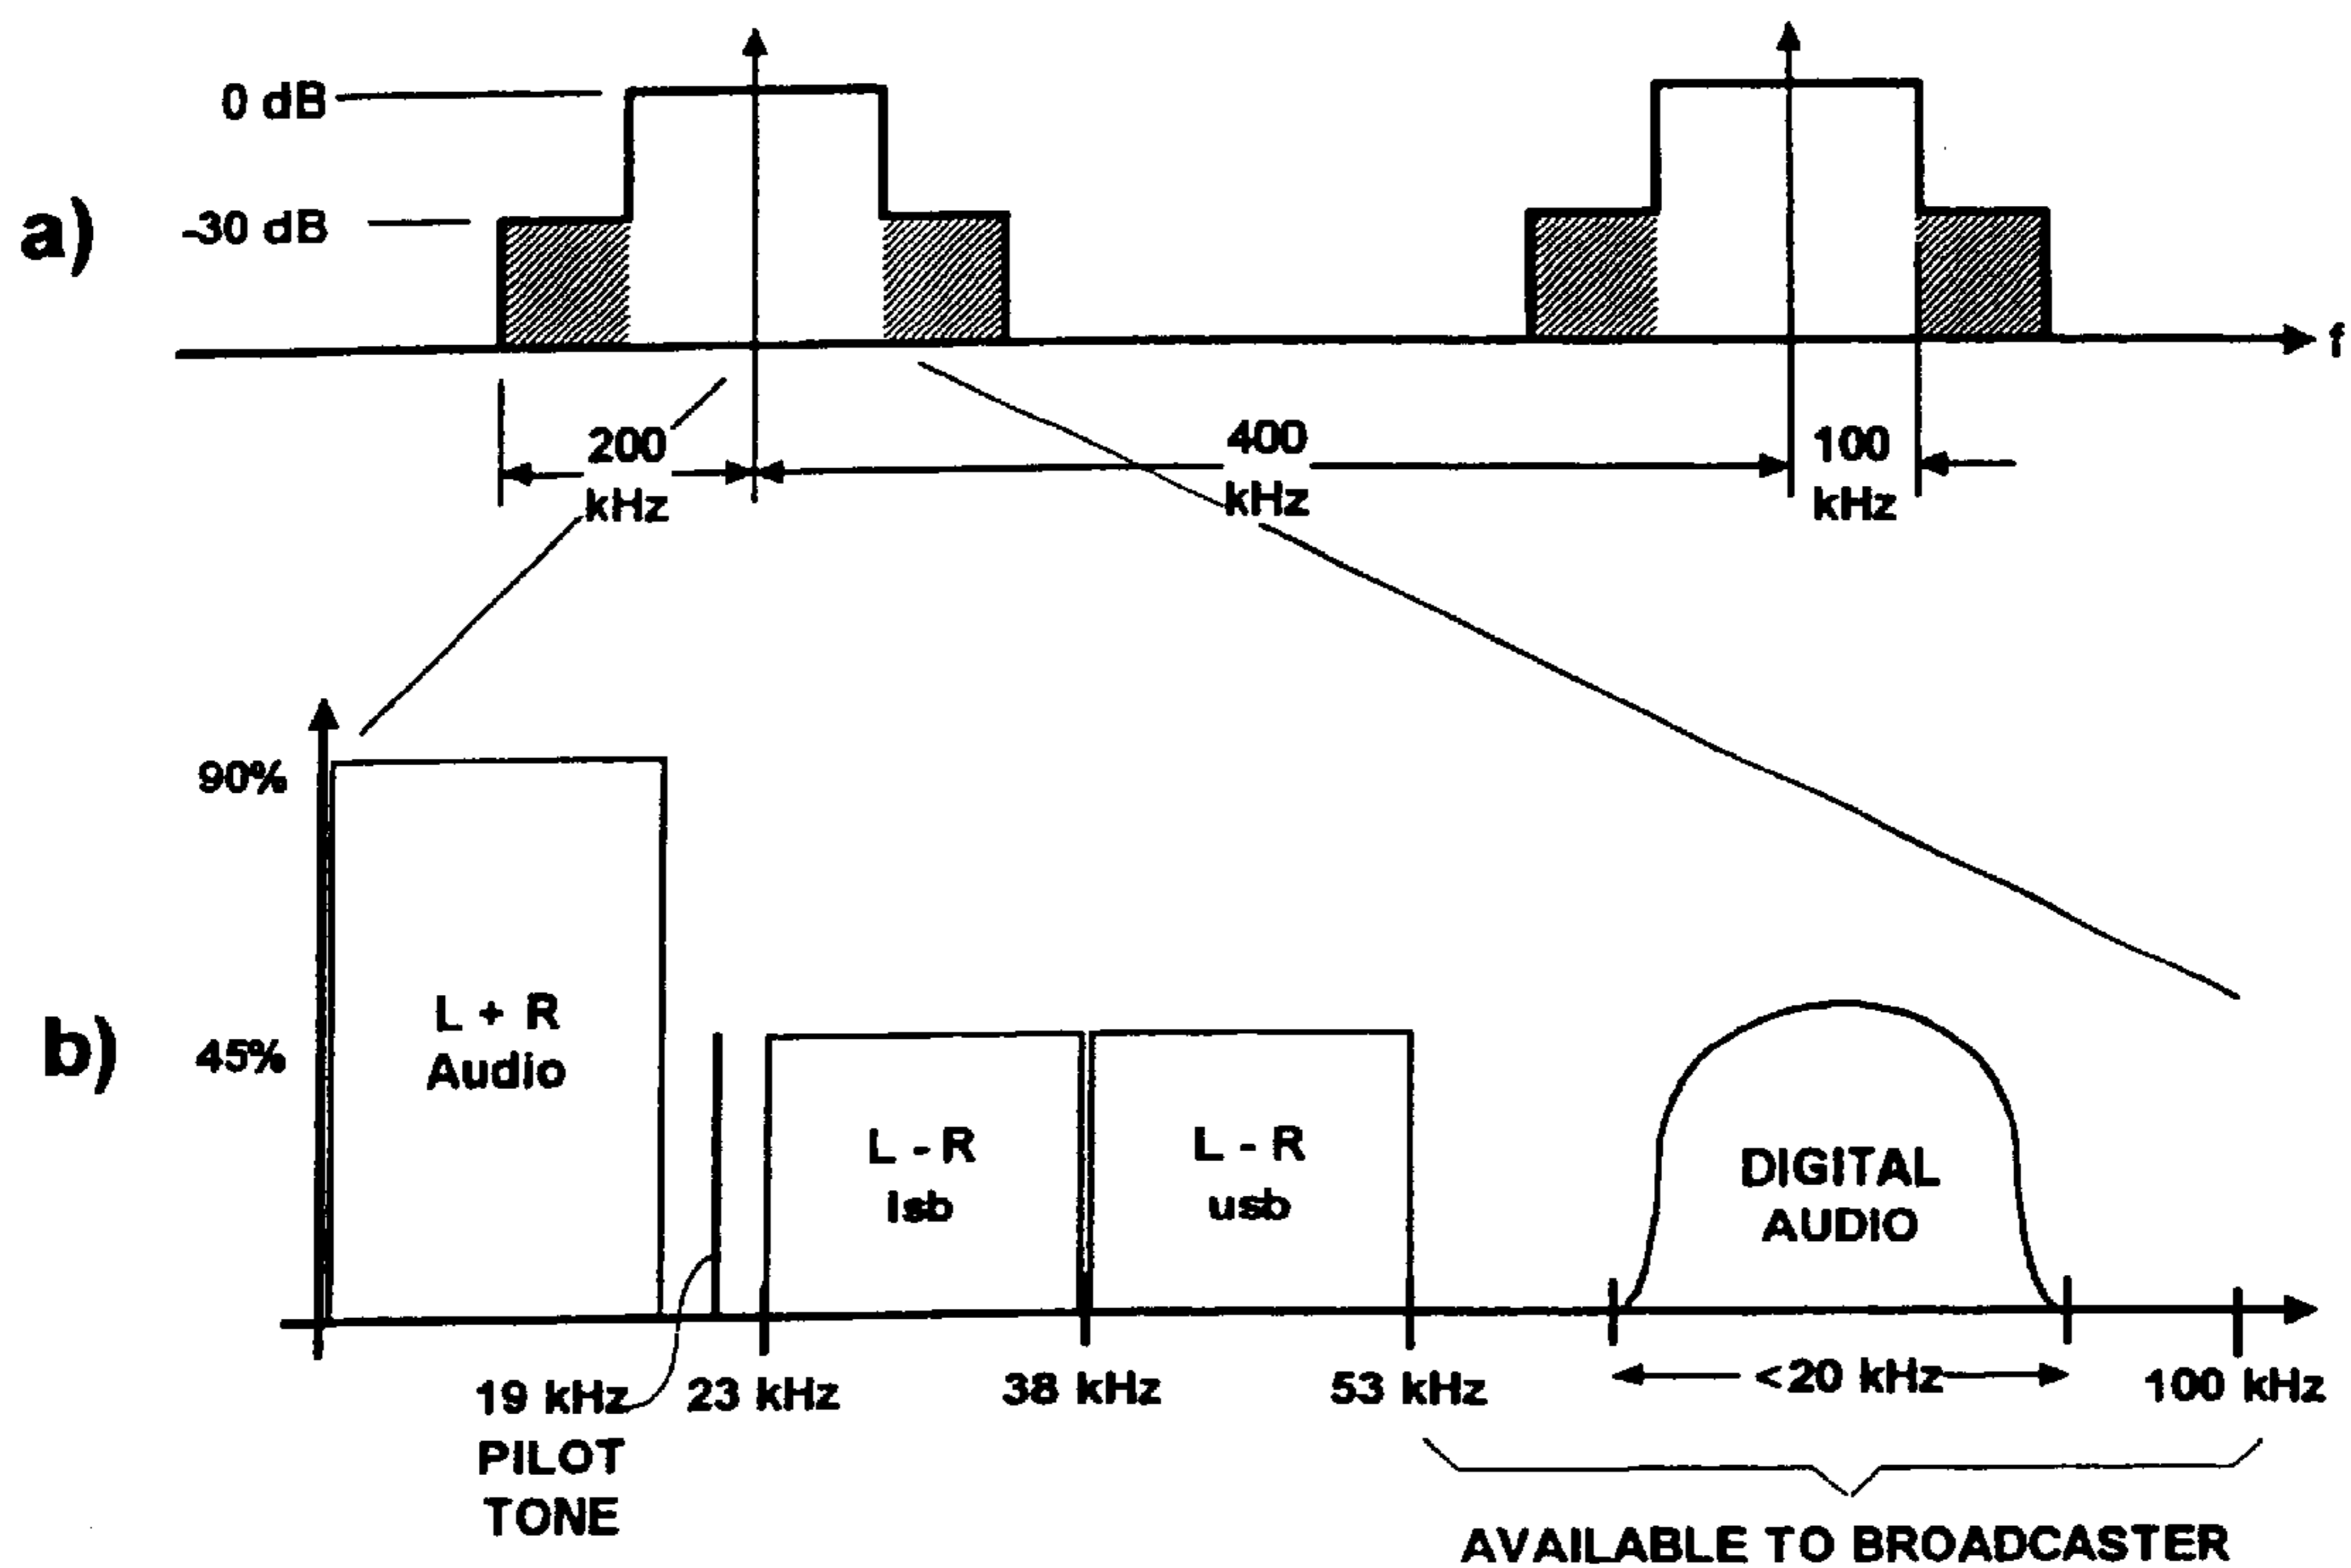 0 dB
-30 dB
a)
f
200
kHz
400
kHz
100
kHz
90%
45%
b)
L + R
Audio
L - R
lsb
L - R
usb
DIGITAL
AUDIO
19 kHz
PILOT
TONE
23 kHz
38 kHz
53 kHz
<20 kHz
100 kHz
AVAILABLE TO BROADCASTER